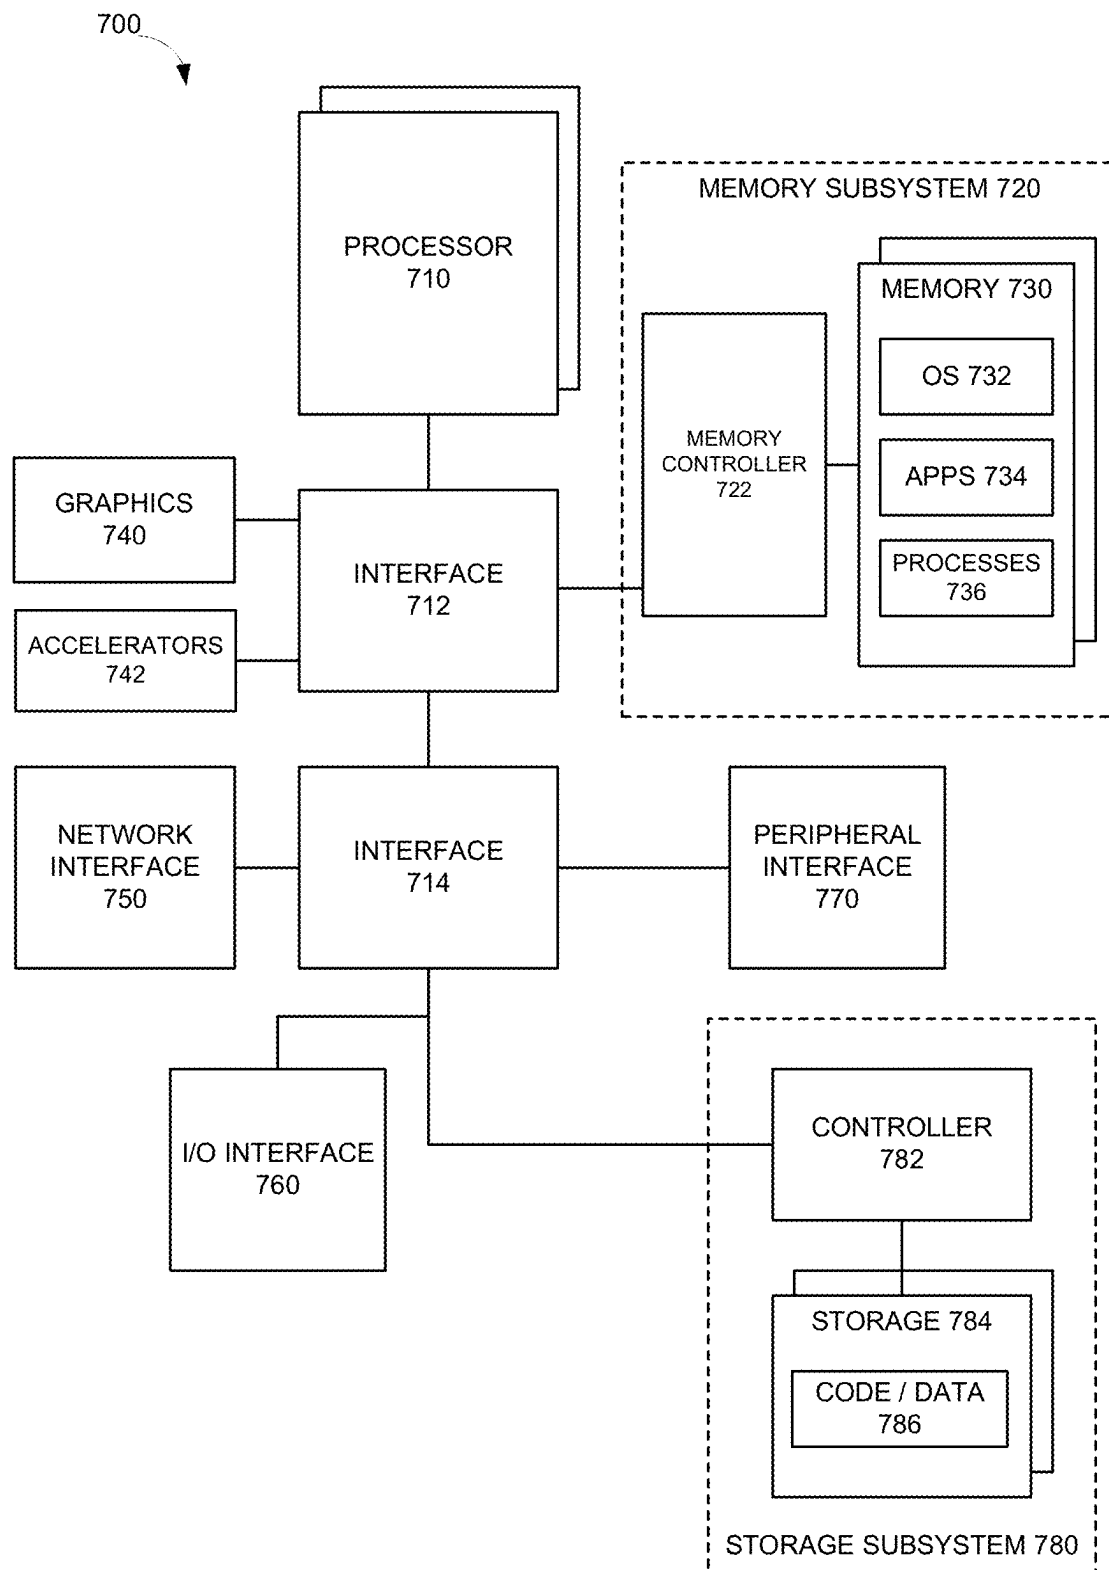 700
PROCESSOR
710
MEMORY SUBSYSTEM 720
MEMORY 730
OS 732
APPS 734
PROCESSES
736
MEMORY
CONTROLLER
722
GRAPHICS
740
ACCELERATORS
742
INTERFACE
712
NETWORK
INTERFACE
750
INTERFACE
714
PERIPHERAL
INTERFACE
770
I/O INTERFACE
760
CONTROLLER
782
STORAGE 784
CODE / DATA
786
STORAGE SUBSYSTEM 780